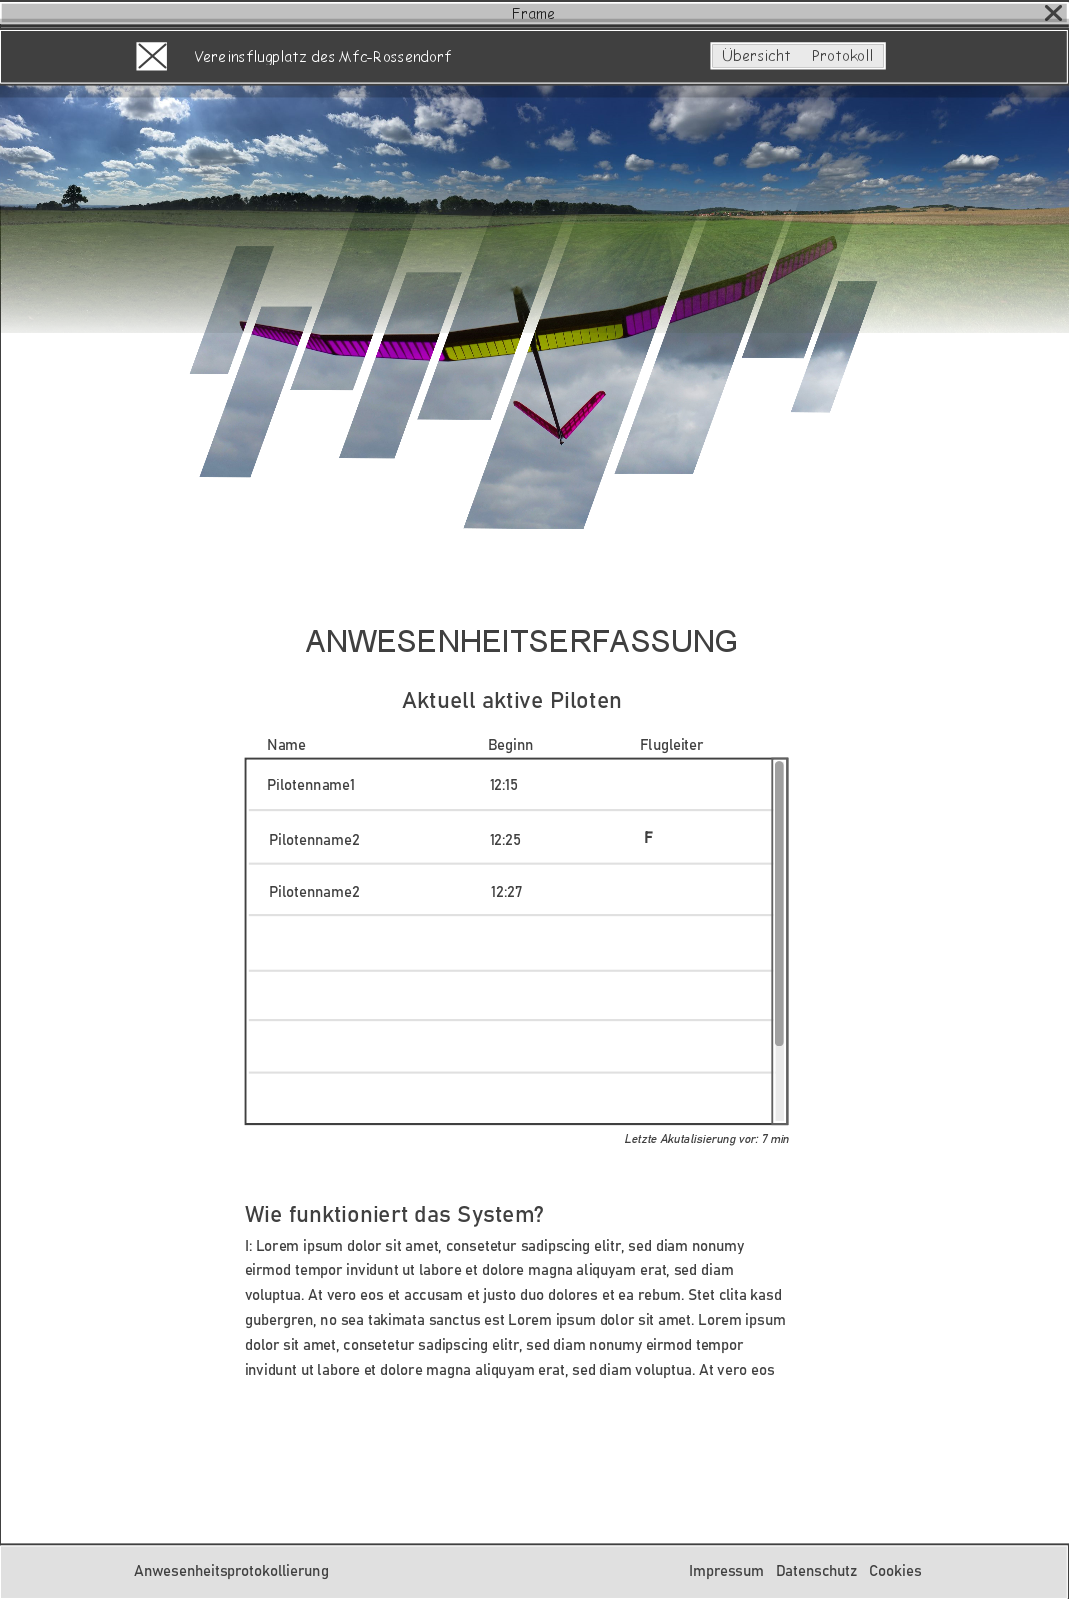 Frame
Vereinsflugplatz des Mfc-Rossendorf
Übersicht Protokoll
ANWESENHEITSERFASSUNG
Aktuell aktive Piloten
Name Beginn Flugleiter
Pilotenname1 12:15
Pilotenname2 12:25 F
Pilotenname2 12:27
Letzte Akutalisierung vor: 7 min
Wie funktioniert das System?
I: Lorem ipsum dolor sit amet, consetetur sadipscing elitr, sed diam nonumy
eirmod tempor invidunt ut labore et dolore magna aliquyam erat, sed diam
voluptua. At vero eos et accusam et justo duo dolores et ea rebum. Stet clita kasd
gubergren, no sea takimata sanctus est Lorem ipsum dolor sit amet. Lorem ipsum
dolor sit amet, consetetur sadipscing elitr, sed diam nonumy eirmod tempor
invidunt ut labore et dolore magna aliquyam erat, sed diam voluptua. At vero eos
Anwesenheitsprotokollierung
Impressum Datenschutz Cookies